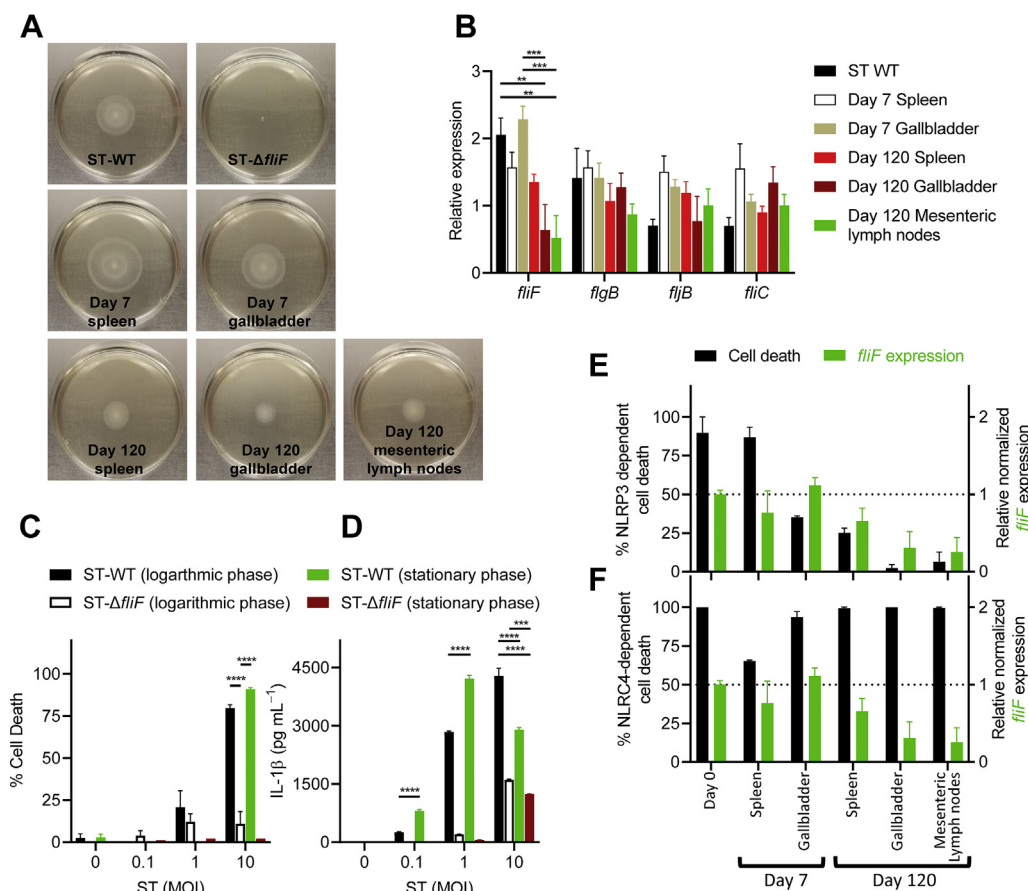 A
ST-WT
ST-ΔfliF
Day 7
spleen
Day 7
gallbladder
Day 120
spleen
Day 120
gallbladder
Day 120
mesenteric
lymph nodes
B
***
***
**
**
3
2
1
0
Relative expression
fliF
flgB
fljB
fliC
ST WT
Day 7 Spleen
Day 7 Gallbladder
Day 120 Spleen
Day 120 Gallbladder
Day 120 Mesenteric
lymph nodes
C
D
ST-WT (logarthmic phase)
ST-WT (stationary phase)
ST-ΔfliF (logarthmic phase)
ST-ΔfliF (stationary phase)
% Cell Death
100
75
50
25
0
****
****
0
0.1
1
10
ST (MOI)
IL-1β (pg mL⁻¹)
4500
3000
1500
0
****
****
***
****
****
0
0.1
1
10
ST (MOI)
E
Cell death
fliF expression
% NLRP3 dependent
cell death
100
75
50
25
0
2
1
0
Relative normalized
fliF expression
F
% NLRC4-dependent
cell death
100
75
50
25
0
2
1
0
Relative normalized
fliF expression
Day 0
Spleen
Gallbladder
Spleen
Gallbladder
Mesenteric
Lymph nodes
Day 7
Day 120